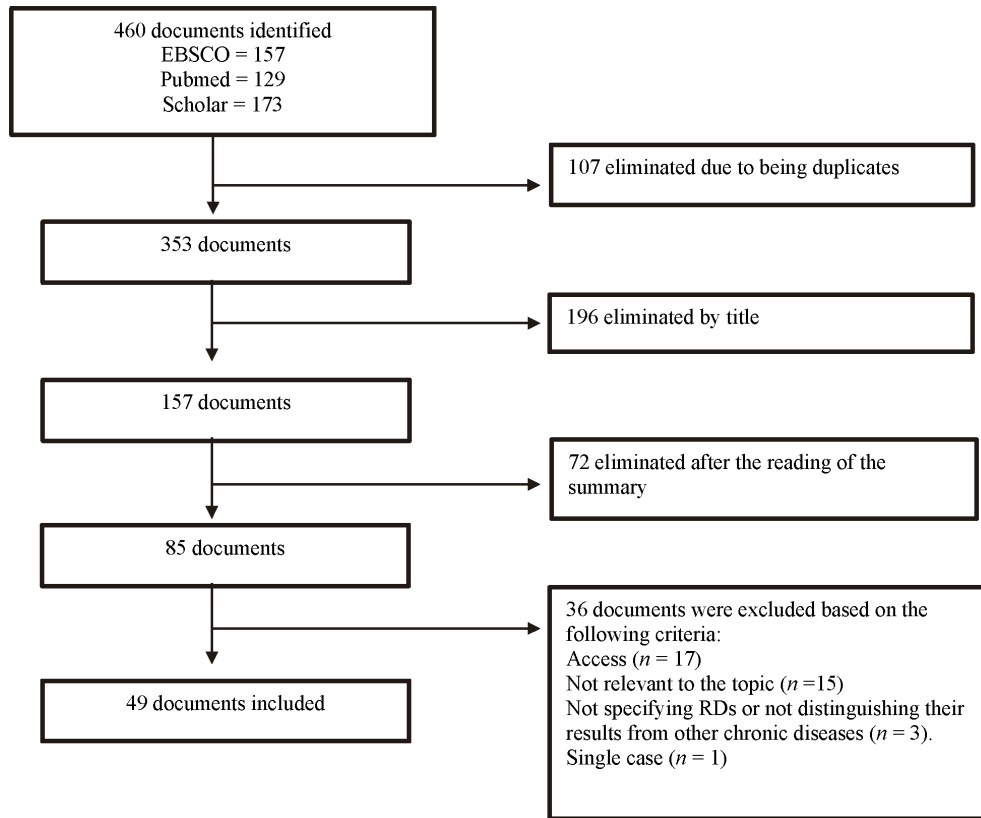 460 documents identified
EBSCO = 157
Pubmed = 129
Scholar = 173
107 eliminated due to being duplicates
353 documents
196 eliminated by title
157 documents
72 eliminated after the reading of the
summary
85 documents
36 documents were excluded based on the
following criteria:
Access (n = 17)
Not relevant to the topic (n =15)
Not specifying RDs or not distinguishing their
results from other chronic diseases (n = 3).
Single case (n = 1)
49 documents included